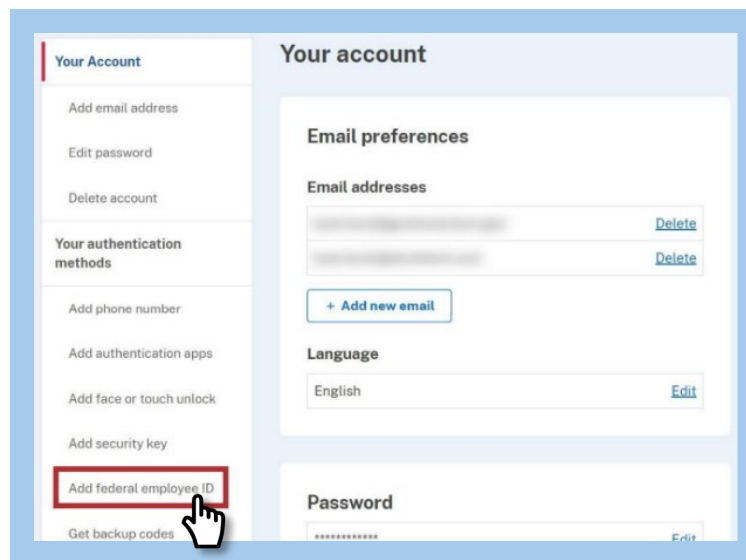 Your Account
Add email address
Edit password
Delete account
Your authentication
methods
Add phone number
Add authentication apps
Add face or touch unlock
Add security key
Add federal employee ID
Get backup codes
Your account
Email preferences
Email addresses
Delete
Delete
+ Add new email
Language
English Edit
Password
************ Edit